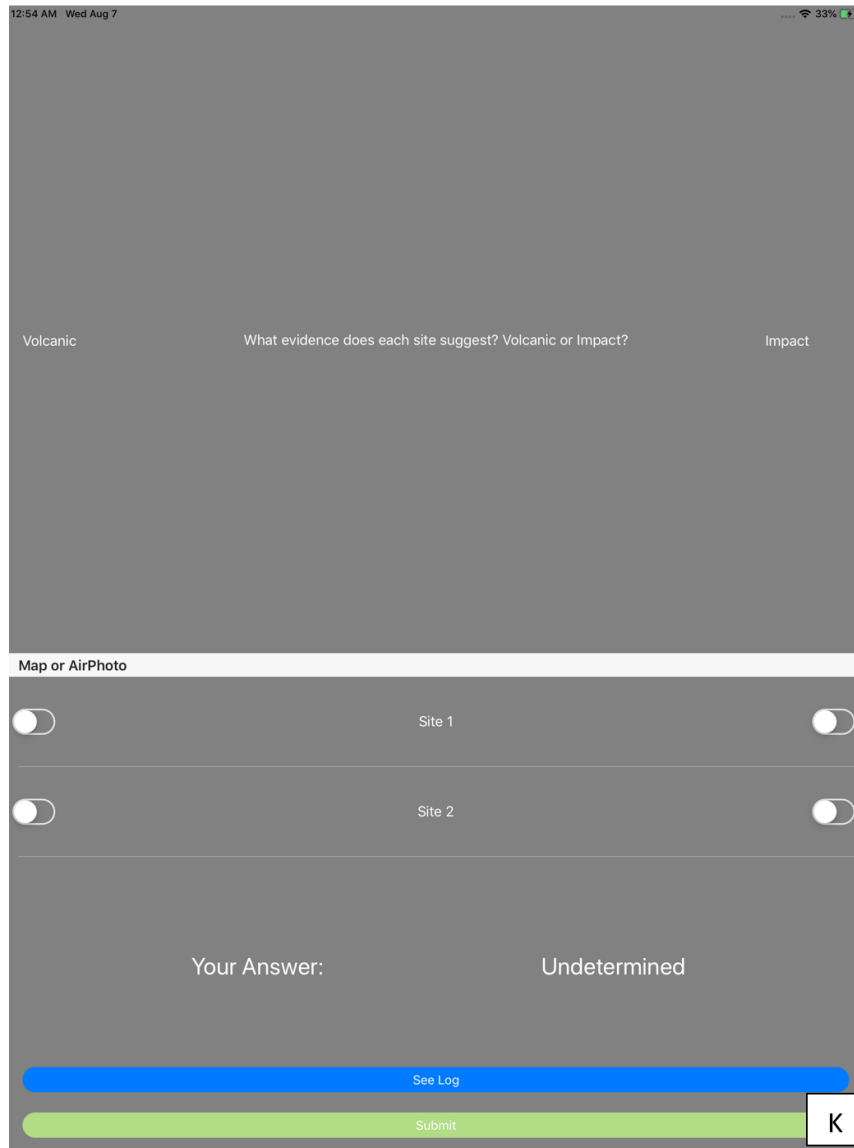 12:54 AM Wed Aug 7 33%
Volcanic What evidence does each site suggest? Volcanic or Impact? Impact
Map or AirPhoto
Site 1
Site 2
Your Answer: Undetermined
See Log
Submit
K